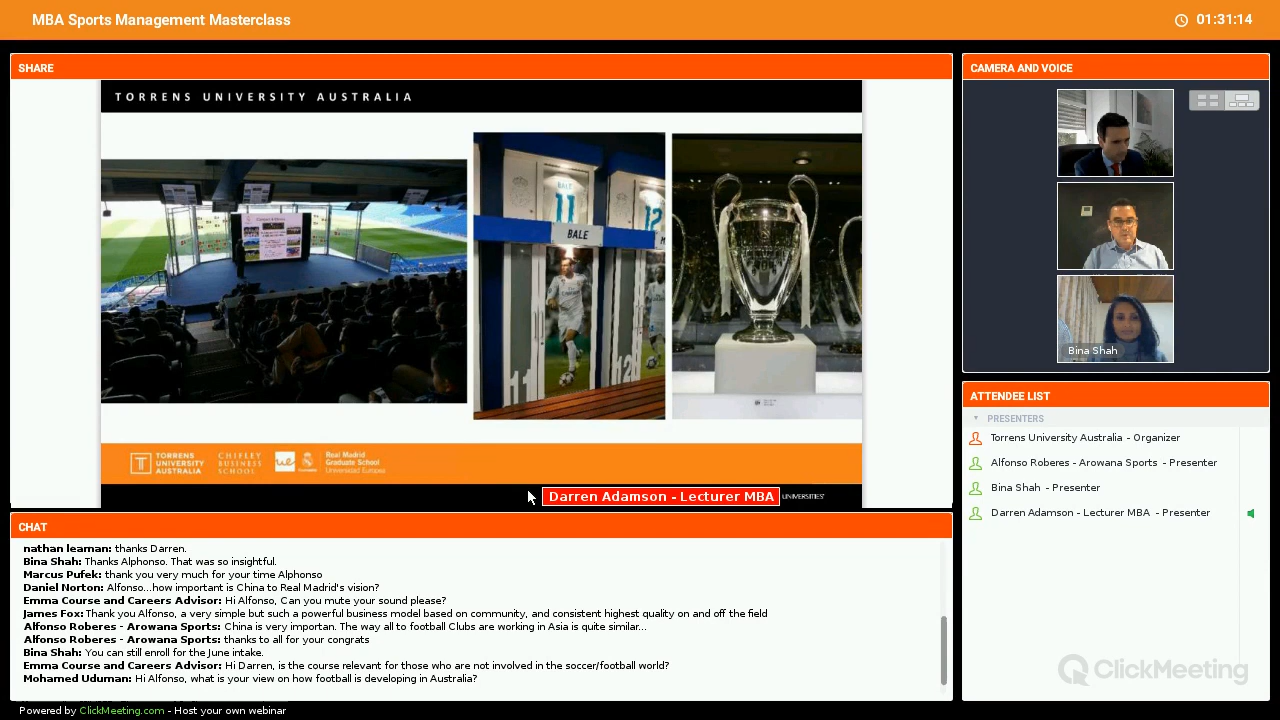 MBA Sports Management Masterclass
01:31:14
SHARE
TORRENS UNIVERSITY AUSTRALIA
BALE
11
12
BALE
11
12
TORRENS
UNIVERSITY
AUSTRALIA
CHIFLEY
BUSINESS
SCHOOL
ue
Real Madrid
Graduate School
Universidad Europea
Darren Adamson - Lecturer MBA
UNIVERSITIES
CAMERA AND VOICE
Bina Shah
ATTENDEE LIST
PRESENTERS
Torrens University Australia - Organizer
Alfonso Roberes - Arowana Sports - Presenter
Bina Shah - Presenter
Darren Adamson - Lecturer MBA - Presenter
ClickMeeting
CHAT
nathan leaman: thanks Darren.
Bina Shah: Thanks Alphonso. That was so insightful.
Marcus Pufek: thank you very much for your time Alphonso
Daniel Norton: Alfonso...how important is China to Real Madrid's vision?
Emma Course and Careers Advisor: Hi Alfonso, Can you mute your sound please?
James Fox: Thank you Alfonso, a very simple but such a powerful business model based on community, and consistent highest quality on and off the field
Alfonso Roberes - Arowana Sports: China is very important. The way all to football Clubs are working in Asia is quite similar...
Alfonso Roberes - Arowana Sports: thanks to all for your congrats
Bina Shah: You can still enroll for the June intake.
Emma Course and Careers Advisor: Hi Darren, is the course relevant for those who are not involved in the soccer/football world?
Mohamed Uduman: Hi Alfonso, what is your view on how football is developing in Australia?
Powered by ClickMeeting.com - Host your own webinar